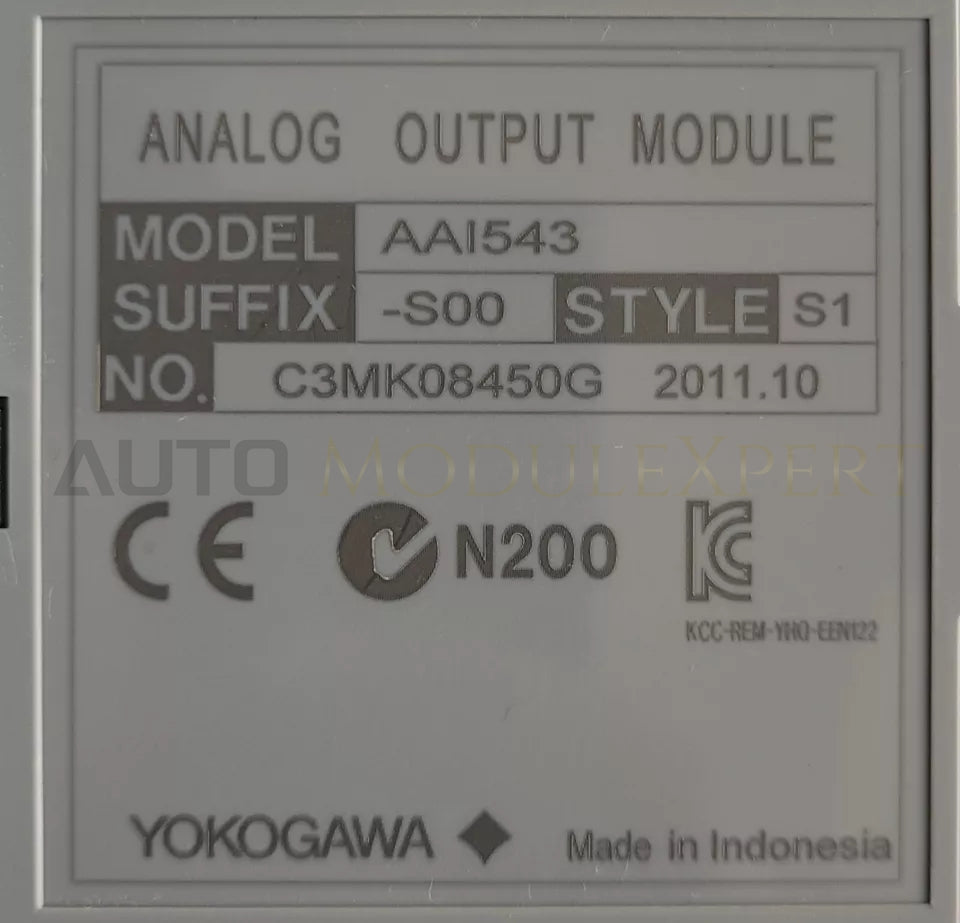 ANALOG OUTPUT MODULE
MODEL AAI543
SUFFIX -S00 STYLE S1
NO. C3MK08450G 2011.10
AUTO MODULEXPERT
CE N200 KC
KCC-REM-YHQ-EEN122
YOKOGAWA Made in Indonesia